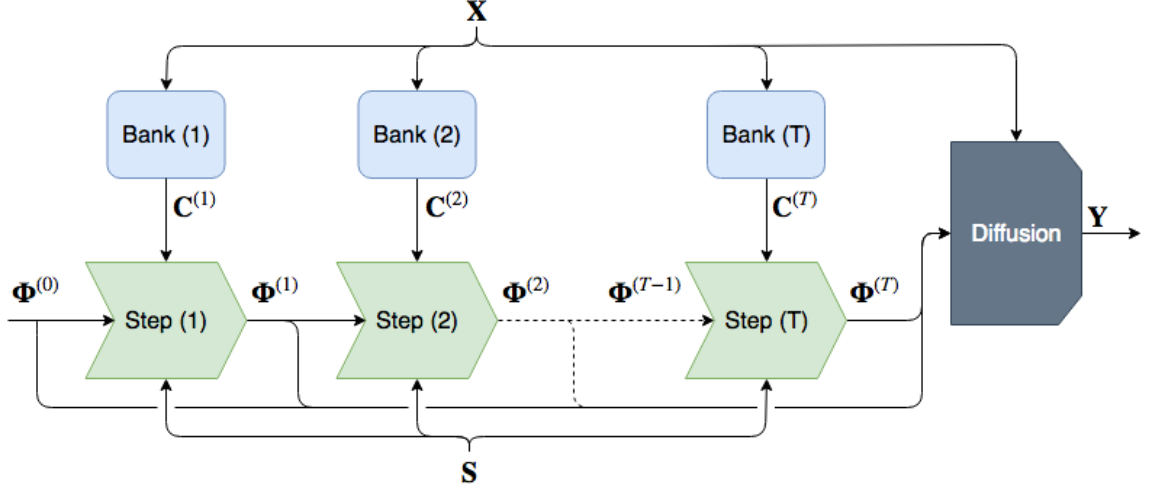 X
Bank (1)
Bank (2)
Bank (T)
C^(1)
C^(2)
C^(T)
Diffusion
Y
Φ^(0)
Step (1)
Φ^(1)
Step (2)
Φ^(2)
Φ^(T−1)
Step (T)
Φ^(T)
S